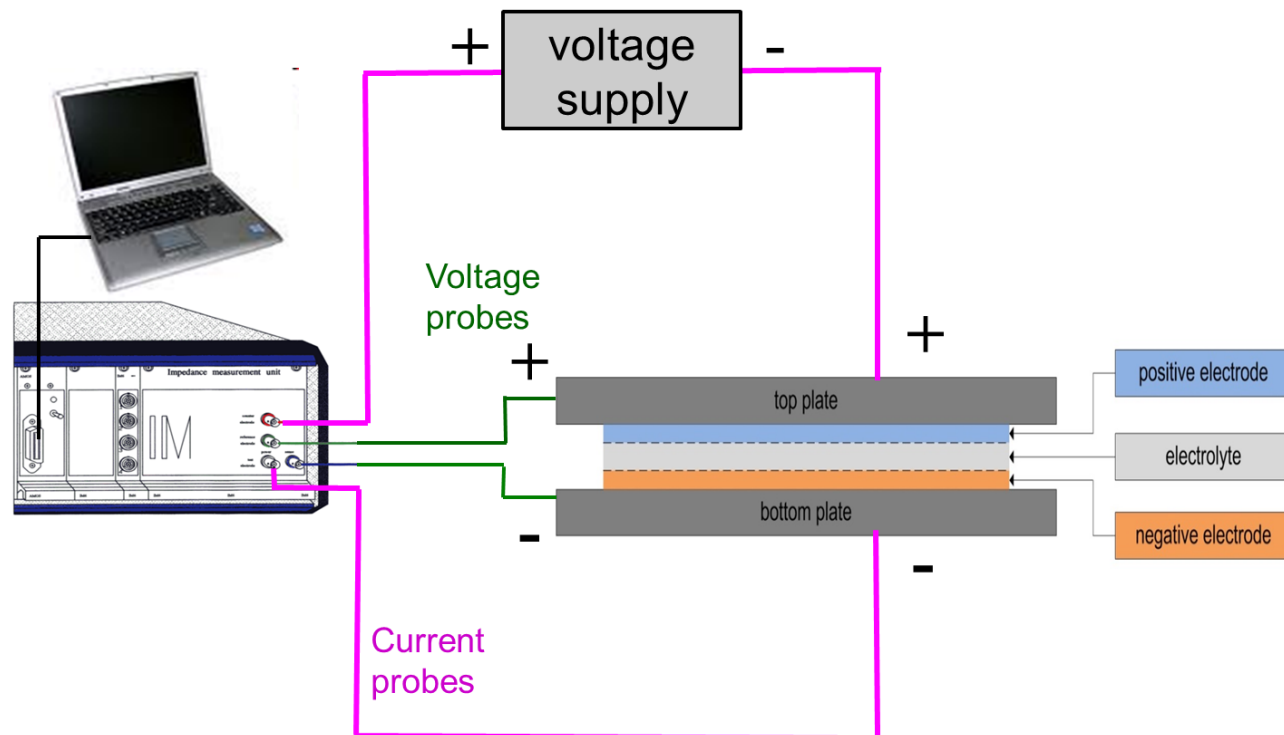 +
voltage
supply
-
Voltage
probes
+
+
Impedance measurement unit
IM
positive electrode
top plate
electrolyte
bottom plate
negative electrode
-
-
Current
probes